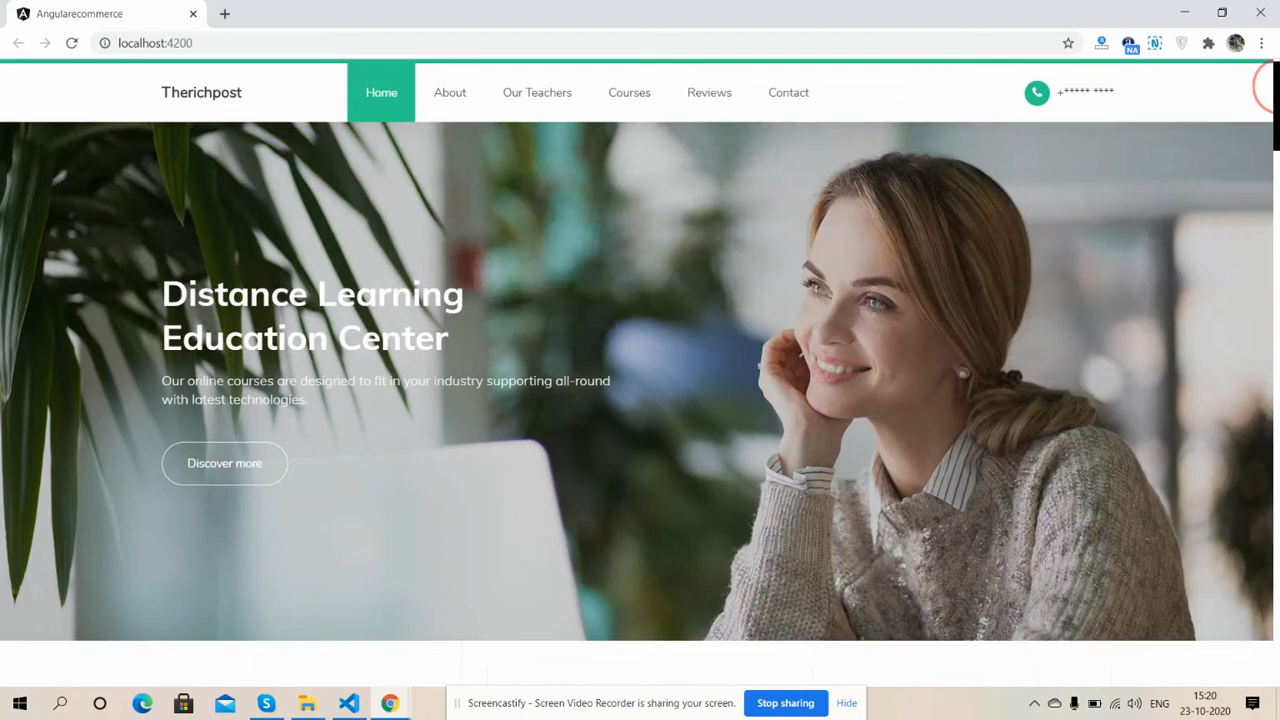 Angularecommerce
localhost:4200
NA
Therichpost
Home
About
Our Teachers
Courses
Reviews
Contact
+***** ****
Distance Learning
Education Center
Our online courses are designed to fit in your industry supporting all-round
with latest technologies.
Discover more
Screencastify - Screen Video Recorder is sharing your screen.
Stop sharing
Hide
ENG
15:20
23-10-2020